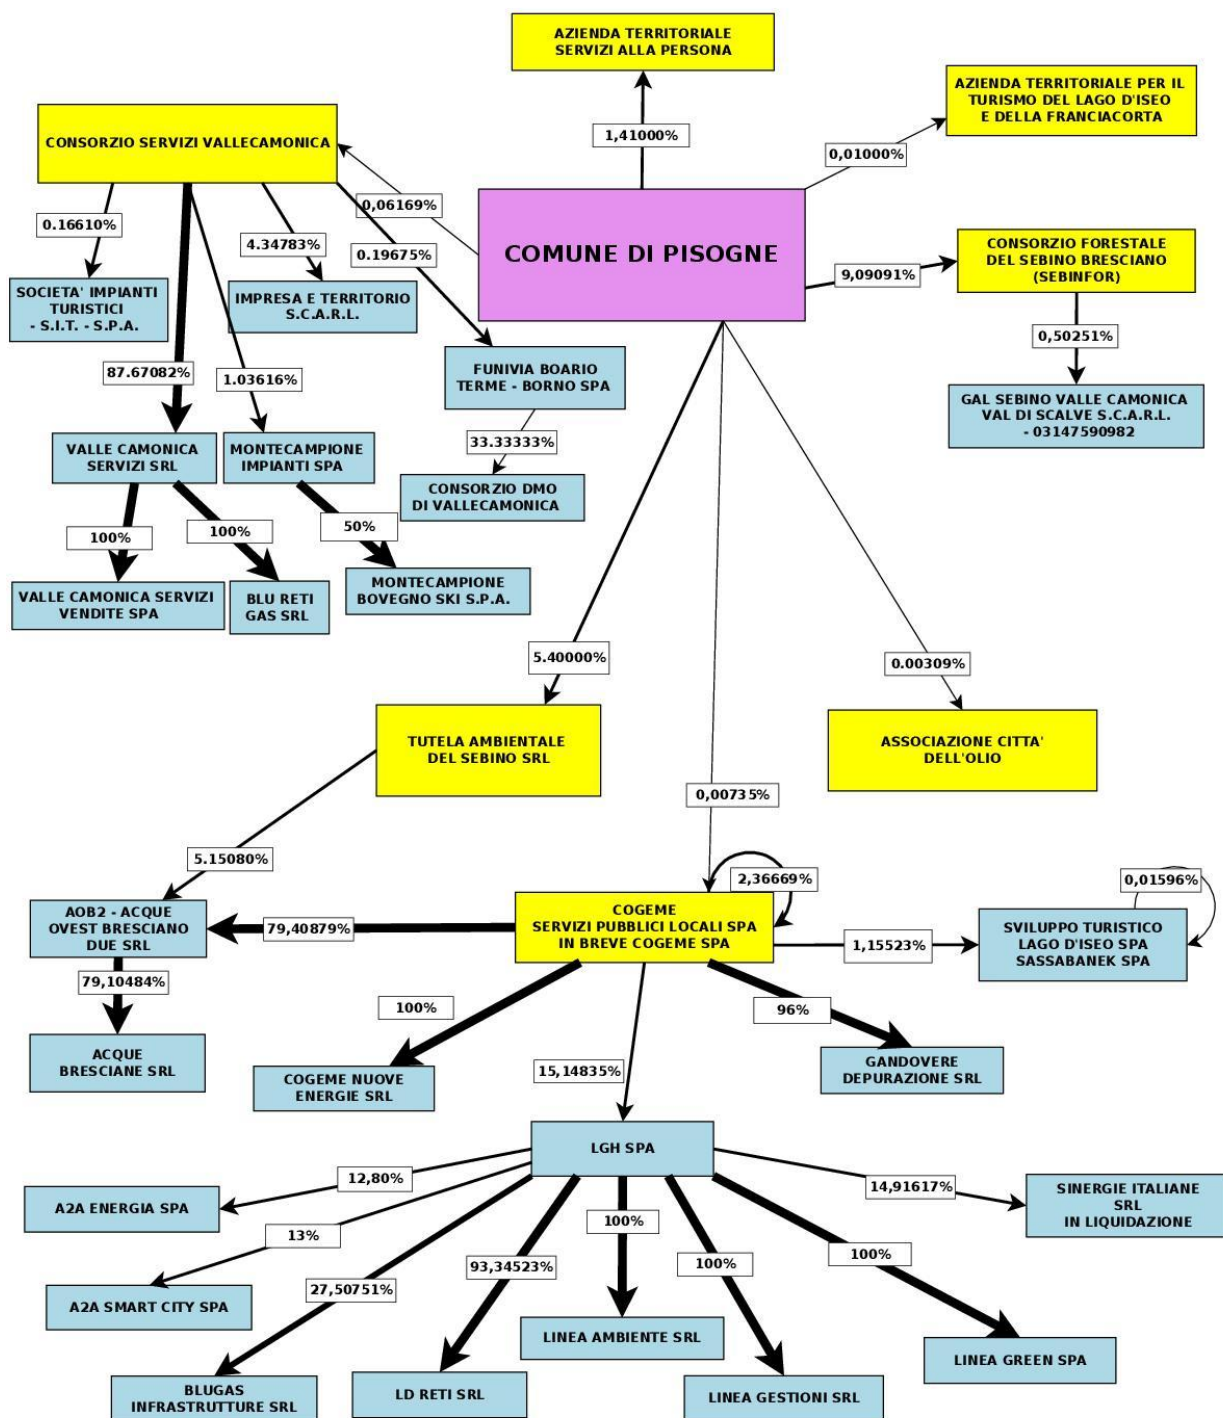 AZIENDA TERRITORIALE
SERVIZI ALLA PERSONA
AZIENDA TERRITORIALE PER IL
TURISMO DEL LAGO D'ISEO
E DELLA FRANCIACORTA
1,41000%
0,01000%
CONSORZIO SERVIZI VALLECAMONICA
0,06169%
COMUNE DI PISOGNE
0.16610%
4.34783%
0.19675%
9,09091%
CONSORZIO FORESTALE
DEL SEBINO BRESCIANO
(SEBINFOR)
SOCIETA' IMPIANTI
TURISTICI
- S.I.T. - S.P.A.
IMPRESA E TERRITORIO
S.C.A.R.L.
0,50251%
87.67082%
1.03616%
FUNIVIA BOARIO
TERME - BORNO SPA
GAL SEBINO VALLE CAMONICA
VAL DI SCALVE S.C.A.R.L.
- 03147590982
VALLE CAMONICA
SERVIZI SRL
MONTECAMPIONE
IMPIANTI SPA
33.33333%
CONSORZIO DMO
DI VALLECAMONICA
100%
100%
50%
VALLE CAMONICA SERVIZI
VENDITE SPA
BLU RETI
GAS SRL
MONTECAMPIONE
BOVEGNO SKI S.P.A.
5.40000%
0.00309%
TUTELA AMBIENTALE
DEL SEBINO SRL
ASSOCIAZIONE CITTA'
DELL'OLIO
0,00735%
5.15080%
2,36669%
0,01596%
AOB2 - ACQUE
OVEST BRESCIANO
DUE SRL
79,40879%
COGEME
SERVIZI PUBBLICI LOCALI SPA
IN BREVE COGEME SPA
1,15523%
SVILUPPO TURISTICO
LAGO D'ISEO SPA
SASSABANEK SPA
79,10484%
100%
96%
ACQUE
BRESCIANE SRL
COGEME NUOVE
ENERGIE SRL
15,14835%
GANDOVERE
DEPURAZIONE SRL
LGH SPA
12,80%
14,91617%
A2A ENERGIA SPA
SINERGIE ITALIANE
SRL
IN LIQUIDAZIONE
13%
100%
27,50751%
93,34523%
100%
100%
A2A SMART CITY SPA
LINEA AMBIENTE SRL
LINEA GREEN SPA
BLUGAS
INFRASTRUTTURE SRL
LD RETI SRL
LINEA GESTIONI SRL